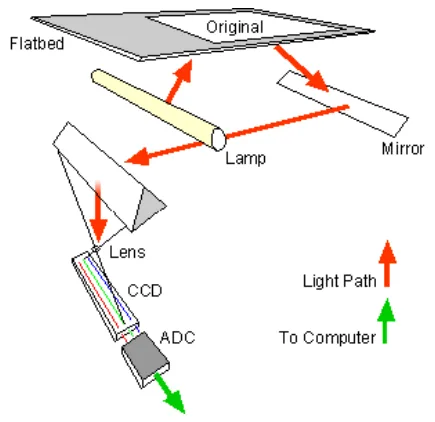 Original
Flatbed
Lamp
Mirror
Lens
CCD
Light Path
ADC
To Computer